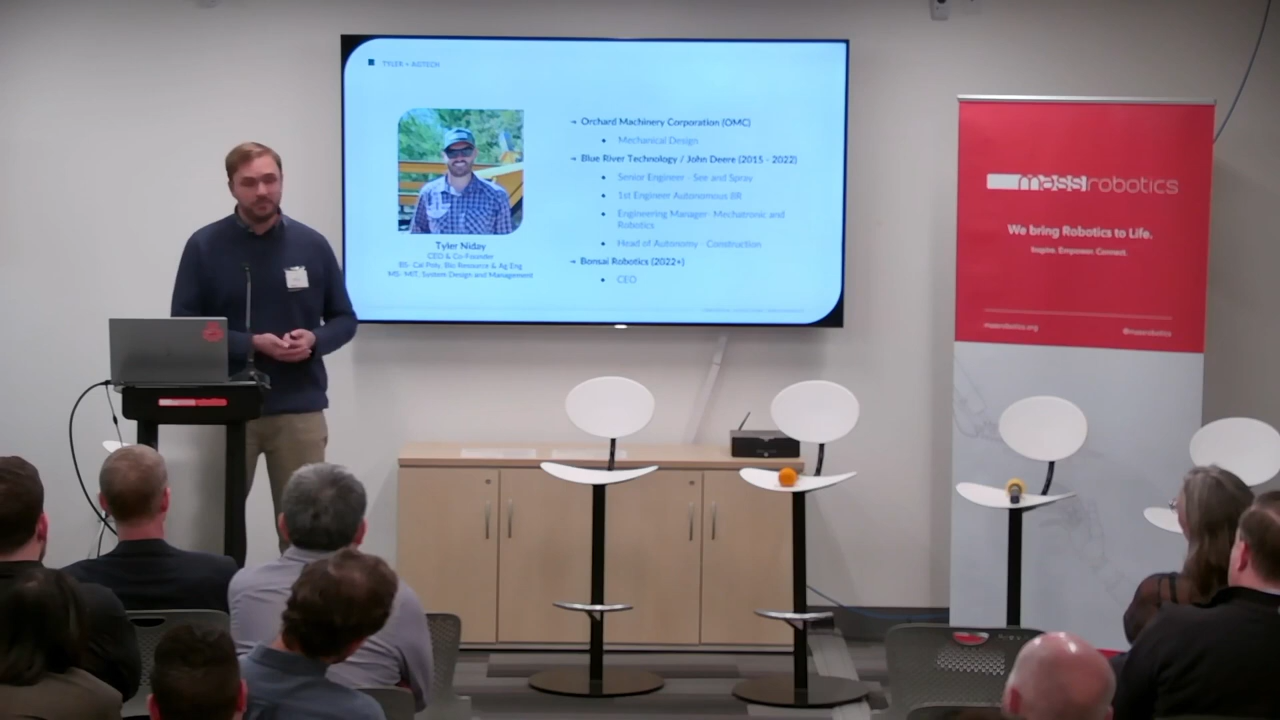 TYLER + AGTECH
Tyler Niday
CEO & Co-Founder
BS- Cal Poly, Bio Resource & Ag Eng
MS- MIT, System Design and Management
→ Orchard Machinery Corporation (OMC)
• Mechanical Design
→ Blue River Technology / John Deere (2015 - 2022)
• Senior Engineer - See and Spray
• 1st Engineer Autonomous 8R
• Engineering Manager- Mechatronic and
Robotics
• Head of Autonomy - Construction
→ Bonsai Robotics (2022+)
• CEO
massrobotics
We bring Robotics to Life.
Inspire. Empower. Connect.
massrobotics.org
@massrobotics
massrobotics